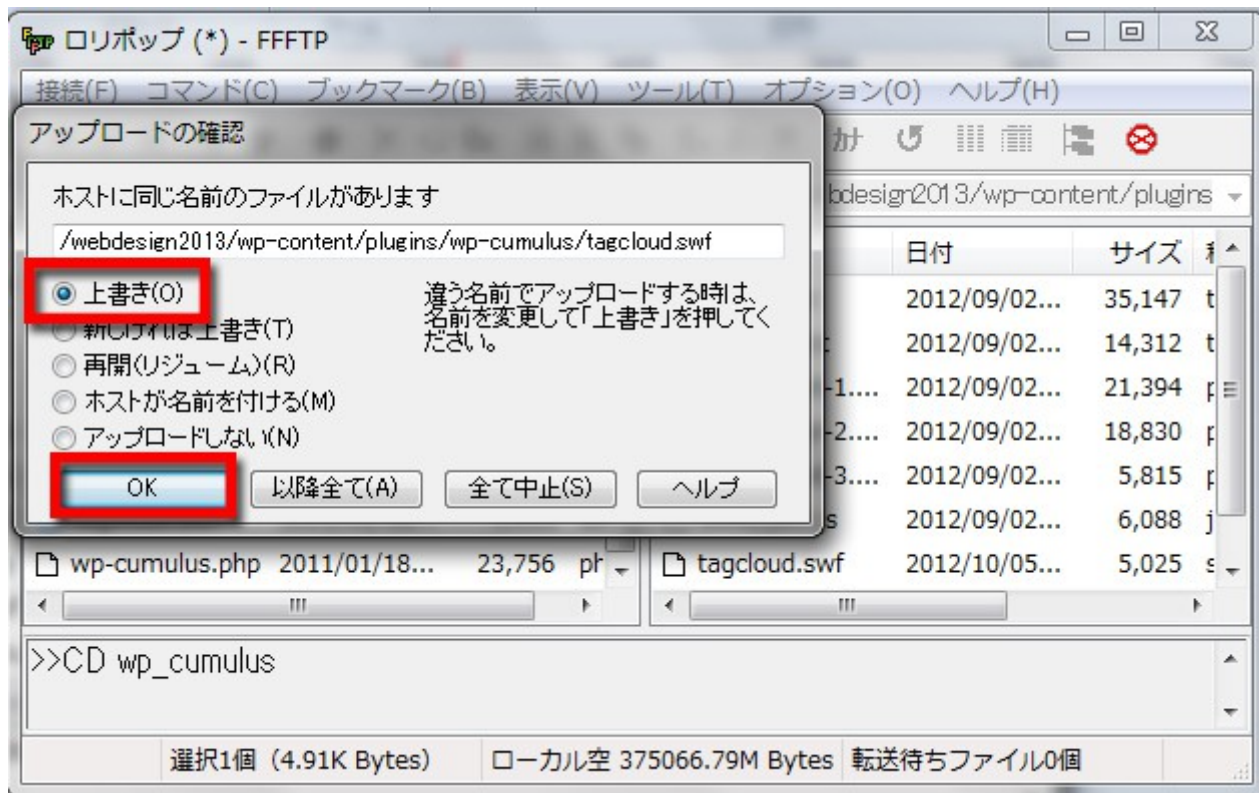 ロリポップ (*) - FFFTP
接続(F) コマンド(C) ブックマーク(B) 表示(V) ツール(T) オプション(O) ヘルプ(H)
アップロードの確認
ホストに同じ名前のファイルがあります
/webdesign2013/wp-content/plugins/wp-cumulus/tagcloud.swf
上書き(O)
新しければ上書き(T)
再開(リジューム)(R)
ホストが名前を付ける(M)
アップロードしない(N)
違う名前でアップロードする時は、
名前を変更して「上書き」を押してく
ださい。
OK 以降全て(A) 全て中止(S) ヘルプ
カナ
bdesign2013/wp-content/plugins
日付 サイズ
2012/09/02... 35,147 t
2012/09/02... 14,312 t
-1.... 2012/09/02... 21,394 p
-2.... 2012/09/02... 18,830 p
-3.... 2012/09/02... 5,815 p
s 2012/09/02... 6,088 j
wp-cumulus.php 2011/01/18... 23,756 ph
tagcloud.swf 2012/10/05... 5,025 s
>>CD wp_cumulus
選択1個 (4.91K Bytes) ローカル空 375066.79M Bytes 転送待ちファイル0個